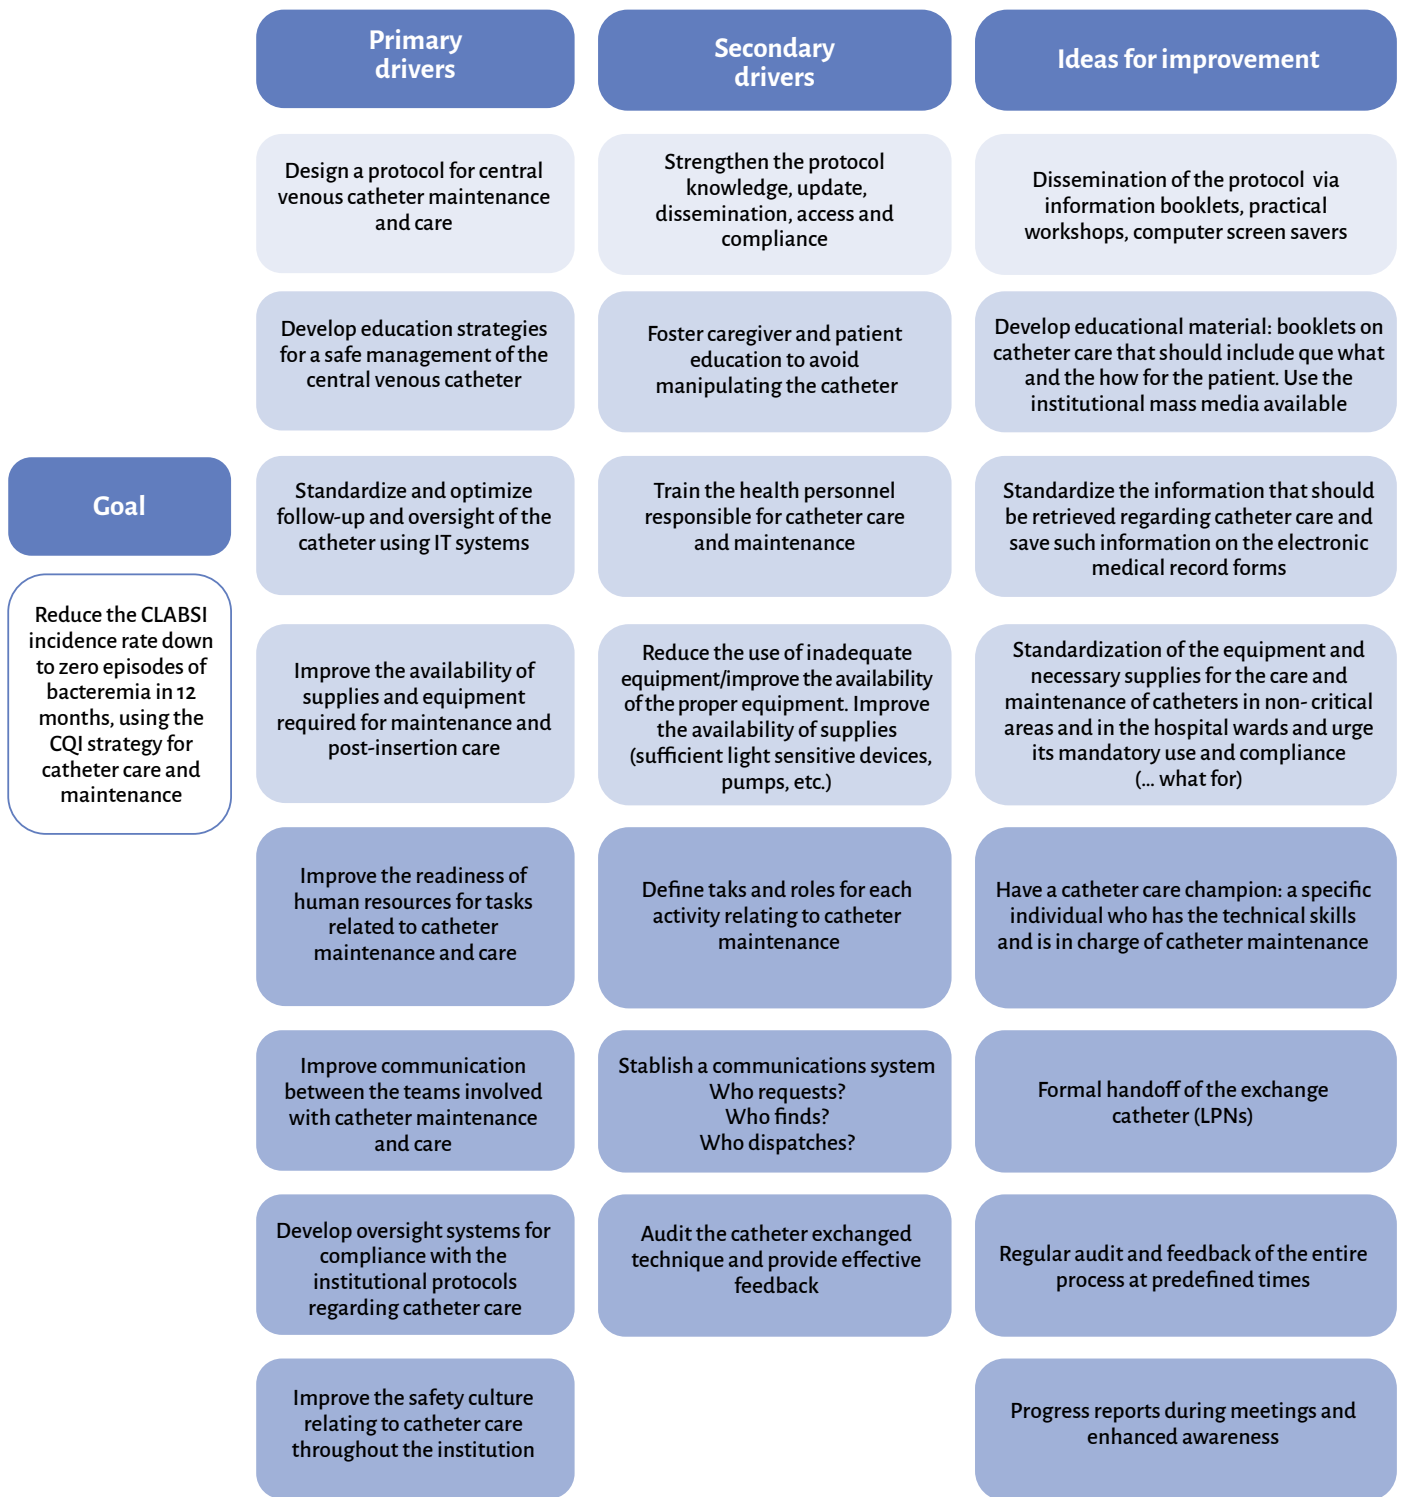 Primary
drivers
Secondary
drivers
Ideas for improvement
Design a protocol for central
venous catheter maintenance
and care
Strengthen the protocol
knowledge, update,
dissemination, access and
compliance
Dissemination of the protocol via
information booklets, practical
workshops, computer screen savers
Develop education strategies
for a safe management of the
central venous catheter
Foster caregiver and patient
education to avoid
manipulating the catheter
Develop educational material: booklets on
catheter care that should include que what
and the how for the patient. Use the
institutional mass media available
Goal
Reduce the CLABSI
incidence rate down
to zero episodes of
bacteremia in 12
months, using the
CQI strategy for
catheter care and
maintenance
Standardize and optimize
follow-up and oversight of the
catheter using IT systems
Train the health personnel
responsible for catheter care
and maintenance
Standardize the information that should
be retrieved regarding catheter care and
save such information on the electronic
medical record forms
Improve the availability of
supplies and equipment
required for maintenance and
post-insertion care
Reduce the use of inadequate
equipment/improve the availability
of the proper equipment. Improve
the availability of supplies
(sufficient light sensitive devices,
pumps, etc.)
Standardization of the equipment and
necessary supplies for the care and
maintenance of catheters in non- critical
areas and in the hospital wards and urge
its mandatory use and compliance
(... what for)
Improve the readiness of
human resources for tasks
related to catheter
maintenance and care
Define taks and roles for each
activity relating to catheter
maintenance
Have a catheter care champion: a specific
individual who has the technical skills
and is in charge of catheter maintenance
Improve communication
between the teams involved
with catheter maintenance
and care
Stablish a communications system
Who requests?
Who finds?
Who dispatches?
Formal handoff of the exchange
catheter (LPNs)
Develop oversight systems for
compliance with the
institutional protocols
regarding catheter care
Audit the catheter exchanged
technique and provide effective
feedback
Regular audit and feedback of the entire
process at predefined times
Improve the safety culture
relating to catheter care
throughout the institution
Progress reports during meetings and
enhanced awareness